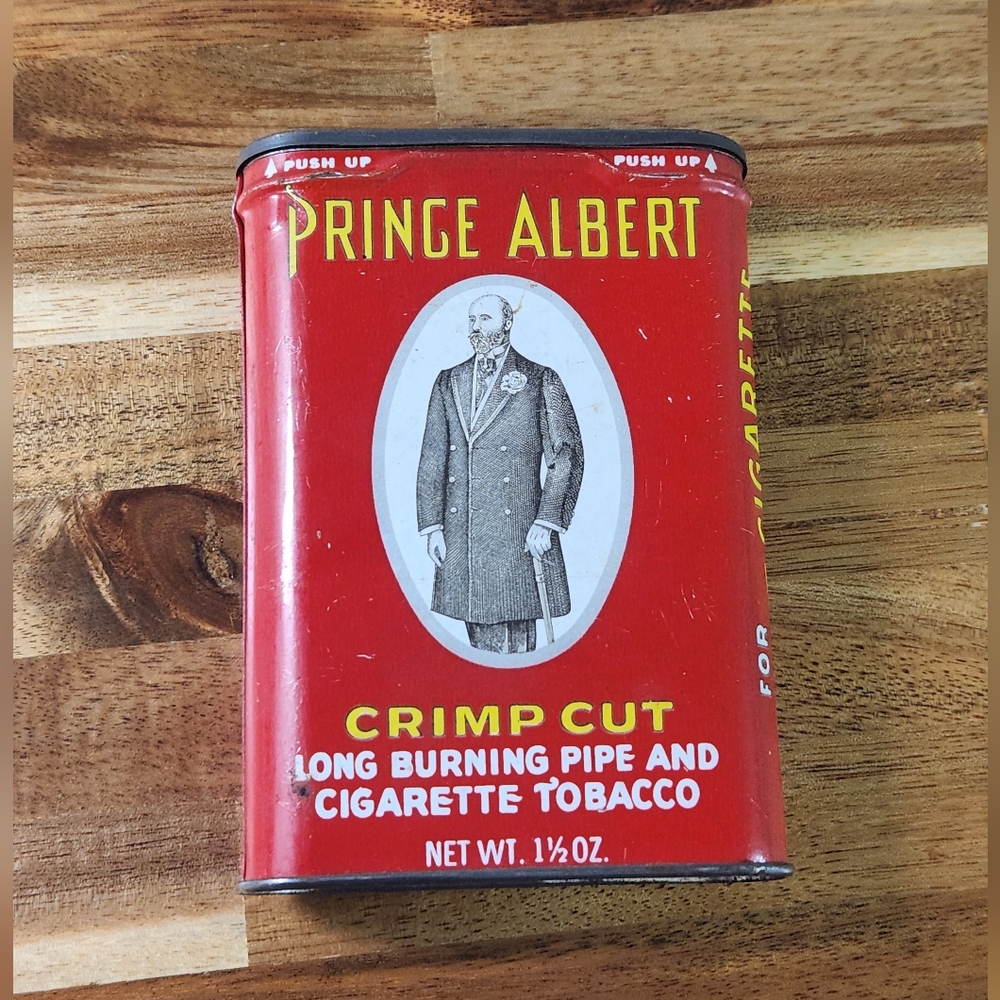 PUSH UP PUSH UP
PRINCE ALBERT
CRIMP CUT
LONG BURNING PIPE AND
CIGARETTE TOBACCO
NET WT. 1½ OZ.
FOR
CIGARETTE